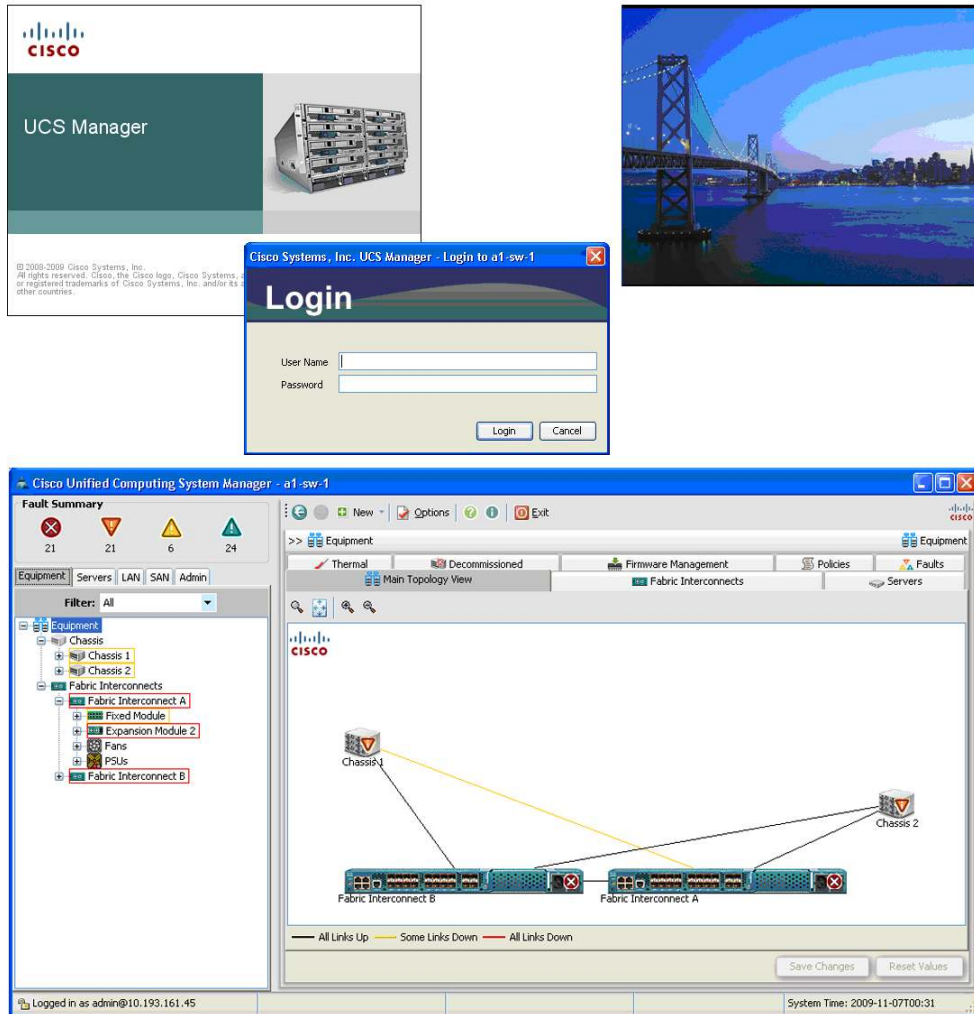 CISCO
UCS Manager
© 2008-2009 Cisco Systems, Inc.
All rights reserved. Cisco, the Cisco logo, Cisco Systems, a
or registered trademarks of Cisco Systems, Inc. and/or its a
other countries.
Cisco Systems, Inc. UCS Manager - Login to a1-sw-1
Login
User Name
Password
Login Cancel
Cisco Unified Computing System Manager - a1-sw-1
Fault Summary
21 21 6 24
New Options Exit
CISCO
>> Equipment Equipment
Equipment Servers LAN SAN Admin
Thermal Decommissioned Firmware Management Policies Faults
Main Topology View Fabric Interconnects Servers
Filter: All
Equipment
Chassis
Chassis 1
Chassis 2
Fabric Interconnects
Fabric Interconnect A
Fixed Module
Expansion Module 2
Fans
PSUs
Fabric Interconnect B
CISCO
Chassis 1
Chassis 2
Fabric Interconnect B
Fabric Interconnect A
All Links Up Some Links Down All Links Down
Save Changes Reset Values
Logged in as admin@10.193.161.45
System Time: 2009-11-07T00:31